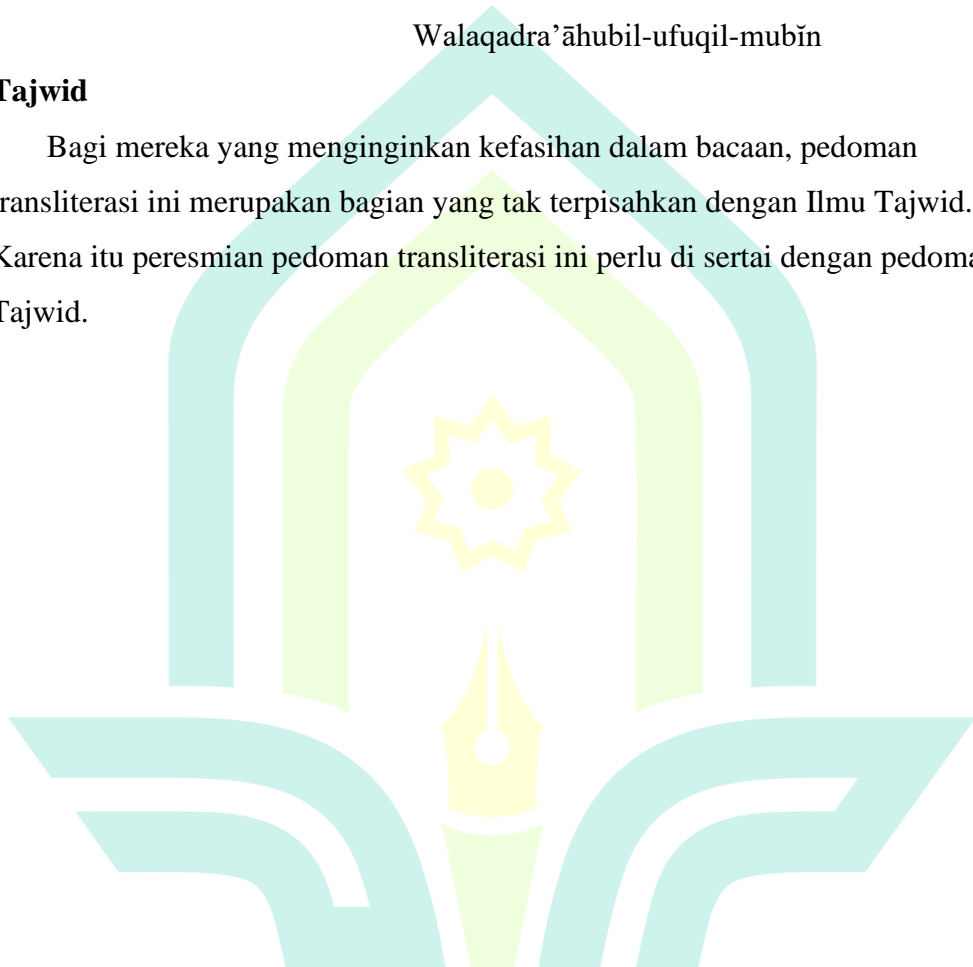 Walaqadra’āhubil-ufuqil-mubĭn
Tajwid
Bagi mereka yang menginginkan kefasihan dalam bacaan, pedoman
transliterasi ini merupakan bagian yang tak terpisahkan dengan Ilmu Tajwid.
Karena itu peresmian pedoman transliterasi ini perlu di sertai dengan pedoma
Tajwid.